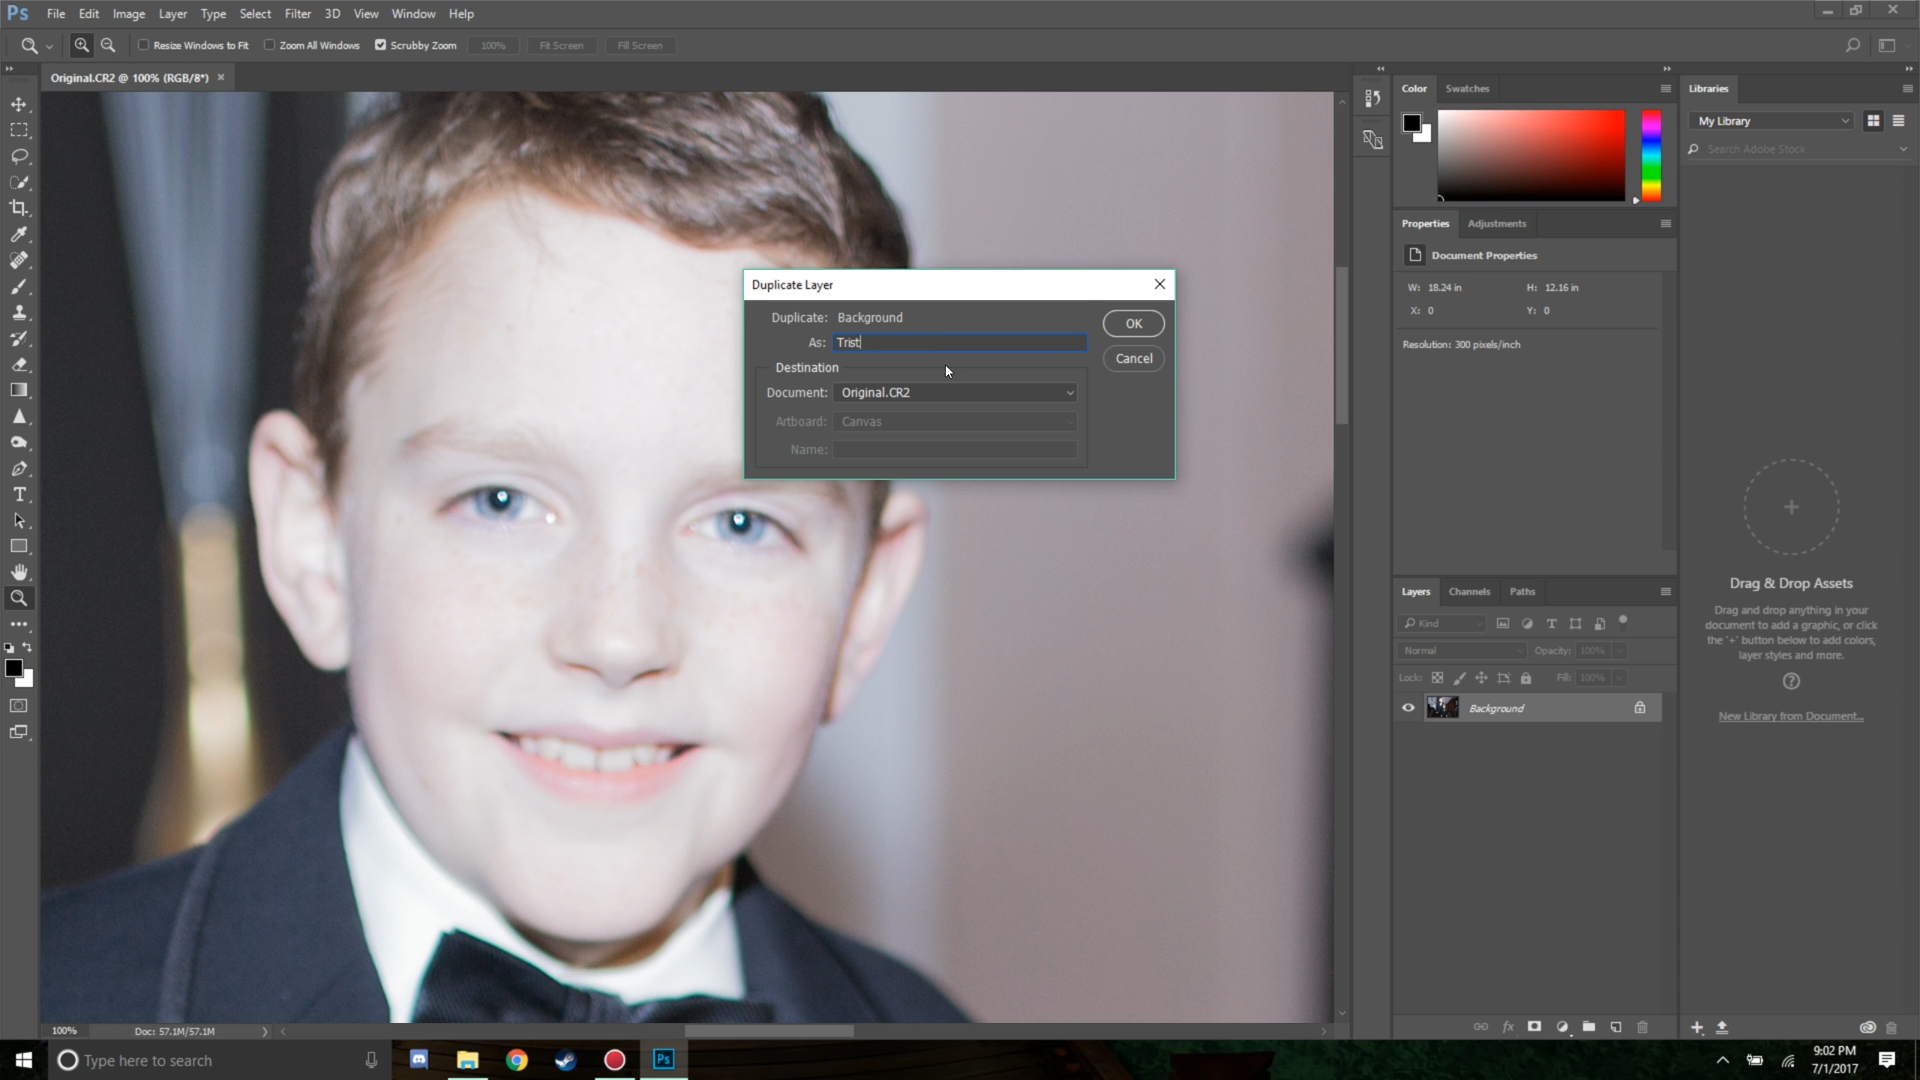 Ps File Edit Image Layer Type Select Filter 3D View Window Help
Resize Windows to Fit Zoom All Windows Scrubby Zoom 100% Fit Screen Fill Screen
Original.CR2 @ 100% (RGB/8*) ×
Color Swatches
Libraries
My Library
Search Adobe Stock
Properties Adjustments
Document Properties
W: 18.24 in H: 12.16 in
X: 0 Y: 0
Resolution: 300 pixels/inch
Duplicate Layer
Duplicate: Background
As: Trist
OK
Cancel
Destination
Document: Original.CR2
Artboard: Canvas
Name:
Layers Channels Paths
Kind
Normal Opacity: 100%
Lock: Fill: 100%
Background
fx
Drag & Drop Assets
Drag and drop anything in your
document to add a graphic, or click
the '+' button below to add colors,
layer styles and more.
New Library from Document...
100% Doc: 57.1M/57.1M
Type here to search
Ps
9:02 PM
7/1/2017